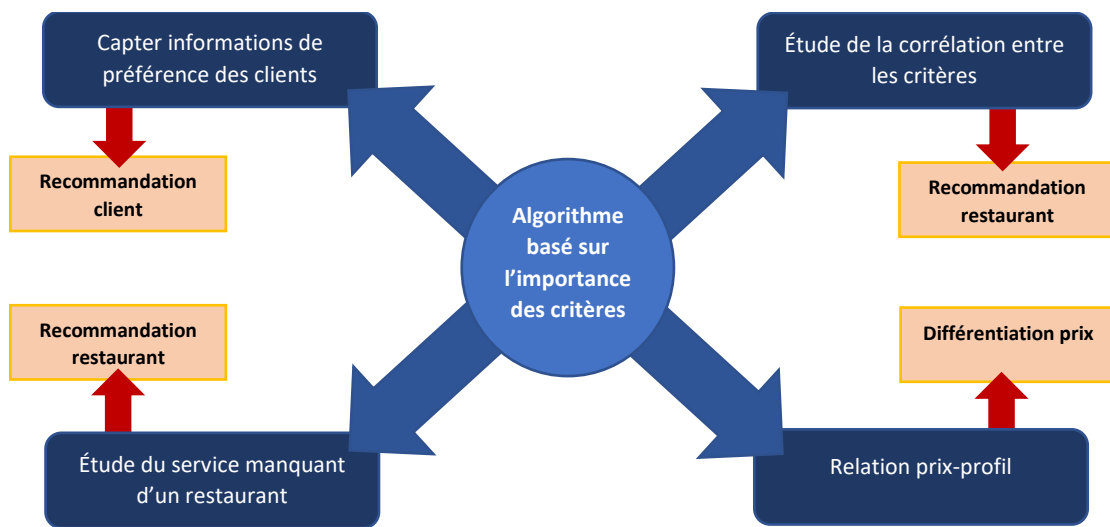 Capter informations de
préférence des clients
Étude de la corrélation entre
les critères
Recommandation
client
Recommandation
restaurant
Algorithme
basé sur
l’importance
des critères
Recommandation
restaurant
Différentiation prix
Étude du service manquant
d’un restaurant
Relation prix-profil